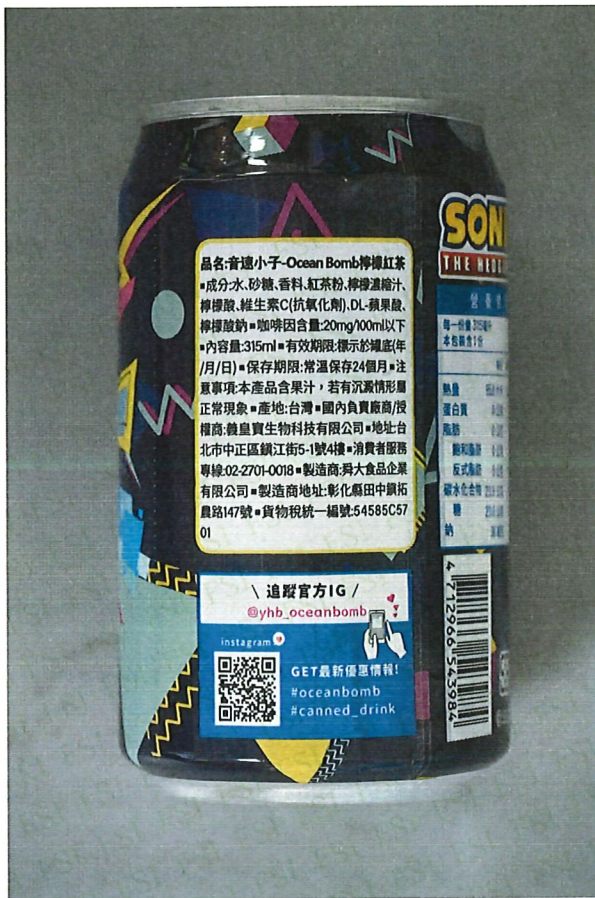 品名:音速小子-Ocean Bomb檸檬紅茶
▪成分:水、砂糖、香料、紅茶粉、檸檬濃縮汁、
檸檬酸、維生素C(抗氧化劑)、DL-蘋果酸、
檸檬酸鈉▪咖啡因含量:20mg/100ml以下
▪內容量:315ml▪有效期限:標示於罐底(年
/月/日)▪保存期限:常溫保存24個月▪注
意事項:本產品含果汁，若有沉澱情形屬
正常現象▪產地:台灣▪國內負責廠商/授
權商:義皇寶生物科技有限公司▪地址:台
北市中正區鎮江街5-1號4樓▪消費者服務
專線:02-2701-0018▪製造商:舜大食品企業
有限公司▪製造商地址:彰化縣田中鎮拓
農路147號▪貨物稅統一編號:54585C57
01
\ 追蹤官方IG /
@yhb_oceanbomb
instagram
GET最新優惠情報!
#oceanbomb
#canned_drink
SON
THE HEDG
營養
每一份量 315毫升
本包裝含1份
熱量
蛋白質
脂肪
飽和脂肪
反式脂肪
碳水化合物
糖
鈉
4 712966 543984